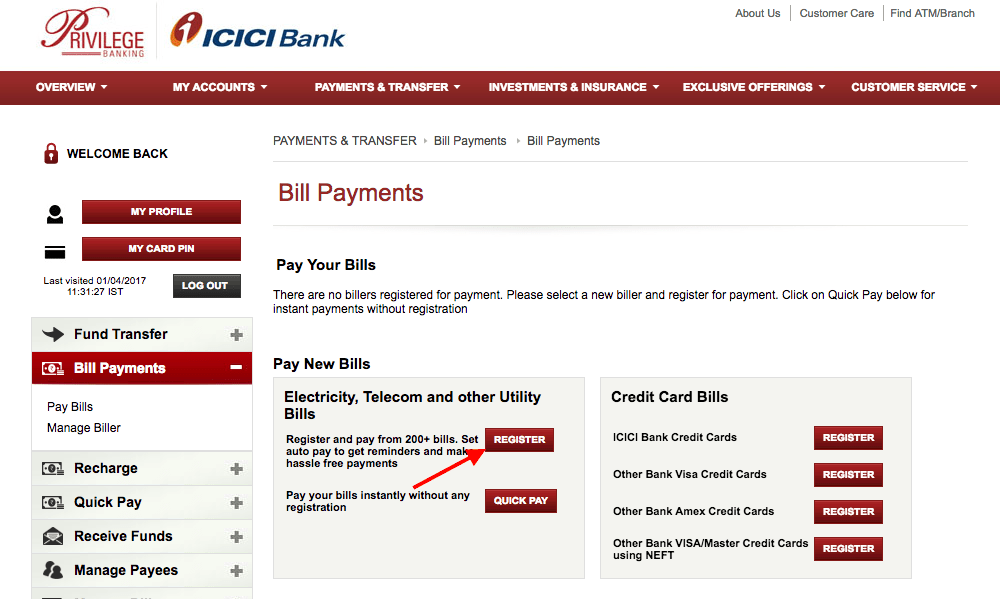 PRIVILEGE
BANKING
ICICI Bank
About Us
Customer Care
Find ATM/Branch
OVERVIEW
MY ACCOUNTS
PAYMENTS & TRANSFER
INVESTMENTS & INSURANCE
EXCLUSIVE OFFERINGS
CUSTOMER SERVICE
WELCOME BACK
MY PROFILE
MY CARD PIN
Last visited 01/04/2017
11:31:27 IST
LOG OUT
Fund Transfer
Bill Payments
Pay Bills
Manage Biller
Recharge
Quick Pay
Receive Funds
Manage Payees
PAYMENTS & TRANSFER
Bill Payments
Bill Payments
Bill Payments
Pay Your Bills
There are no billers registered for payment. Please select a new biller and register for payment. Click on Quick Pay below for
instant payments without registration
Pay New Bills
Electricity, Telecom and other Utility
Bills
Register and pay from 200+ bills. Set
auto pay to get reminders and make
hassle free payments
REGISTER
Pay your bills instantly without any
registration
QUICK PAY
Credit Card Bills
ICICI Bank Credit Cards
REGISTER
Other Bank Visa Credit Cards
REGISTER
Other Bank Amex Credit Cards
REGISTER
Other Bank VISA/Master Credit Cards
using NEFT
REGISTER